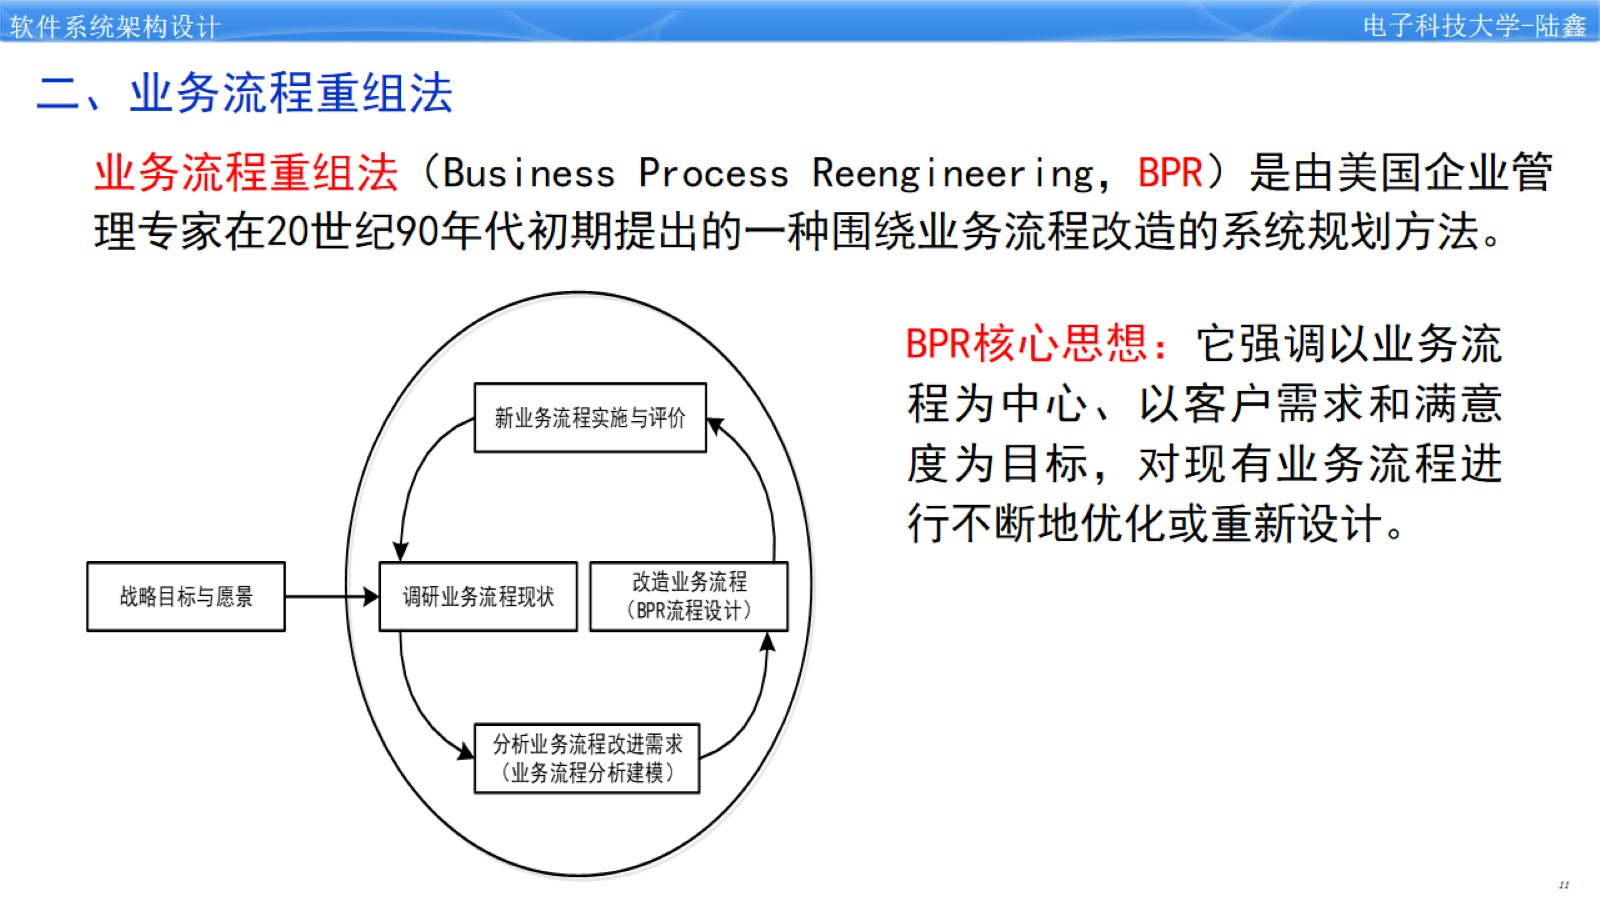 软件系统架构设计
电子科技大学-陆鑫
二、业务流程重组法
业务流程重组法（Business Process Reengineering，BPR）是由美国企业管
理专家在20世纪90年代初期提出的一种围绕业务流程改造的系统规划方法。
BPR核心思想：它强调以业务流
程为中心、以客户需求和满意
度为目标，对现有业务流程进
行不断地优化或重新设计。
新业务流程实施与评价
战略目标与愿景
调研业务流程现状
改造业务流程
（BPR流程设计）
分析业务流程改进需求
（业务流程分析建模）
11